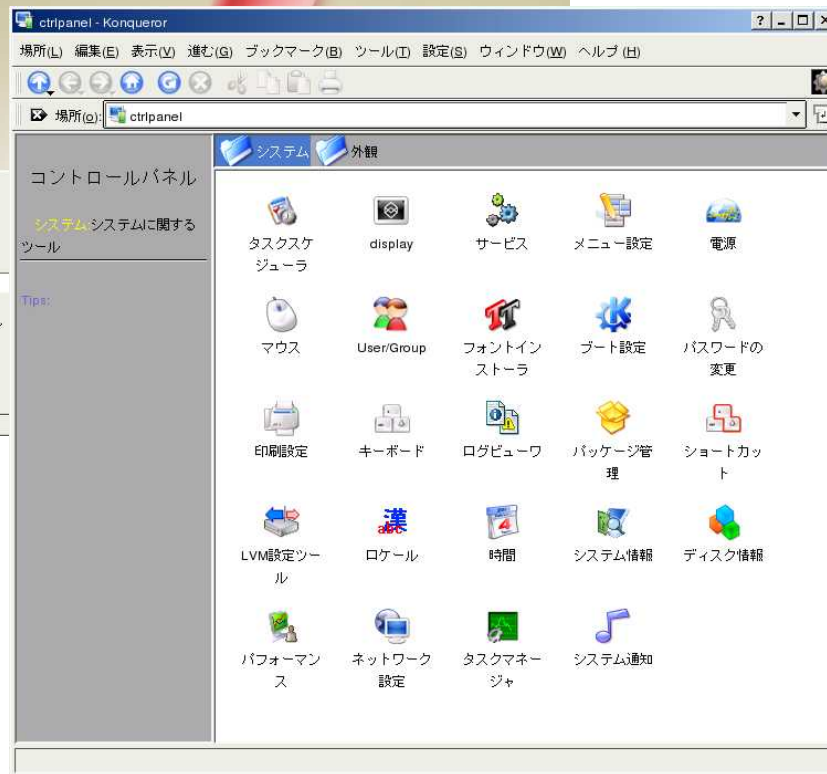 ctrlpanel - Konqueror
場所(L) 編集(E) 表示(V) 進む(G) ブックマーク(B) ツール(T) 設定(S) ウィンドウ(W) ヘルプ(H)
場所(o): ctrlpanel
システム 外観
コントロールパネル
システム:システムに関する
ツール
Tips:
タスクスケ
ジューラ
display
サービス
メニュー設定
電源
マウス
User/Group
フォントイン
ストーラ
ブート設定
パスワードの
変更
印刷設定
キーボード
ログビューワ
パッケージ管
理
ショートカッ
ト
LVM設定ツー
ル
漢
abc
ロケール
4
時間
システム情報
ディスク情報
パフォーマン
ス
ネットワーク
設定
タスクマネー
ジャ
システム通知